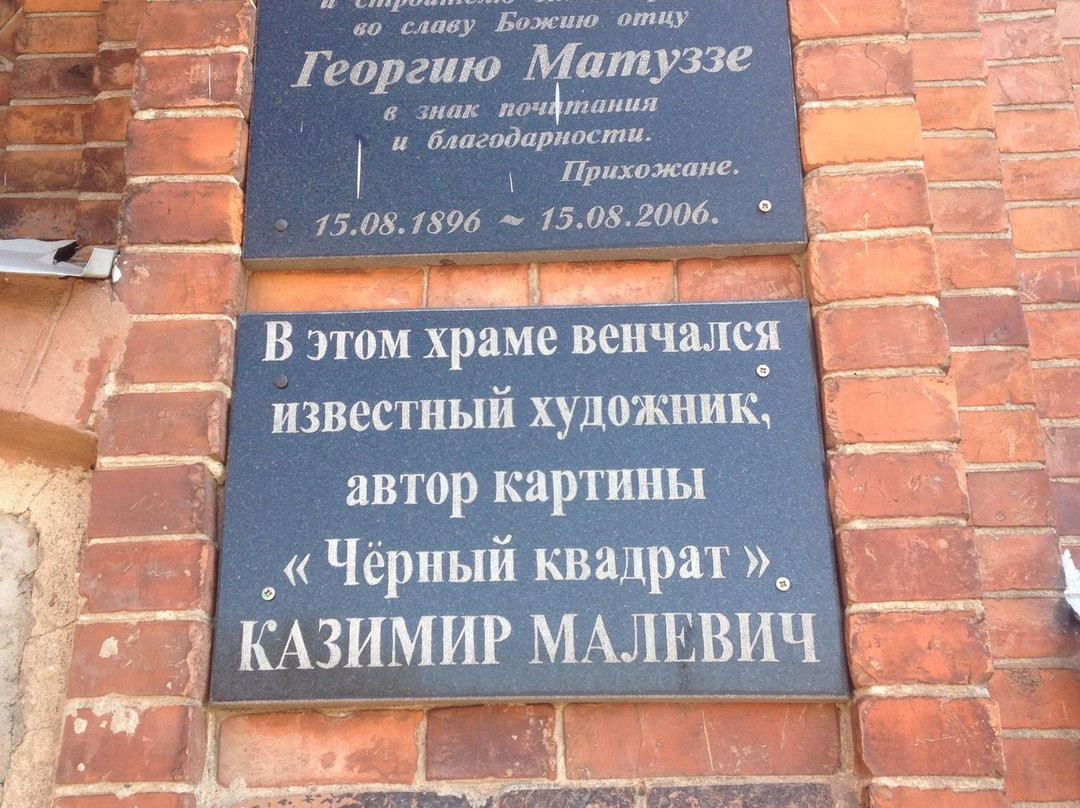 и строителю
во славу Божию отцу
Георгию Матуззе
в знак почитания
и благодарности.
Прихожане.
15.08.1896 ~ 15.08.2006.
В этом храме венчался
известный художник,
автор картины
« Чёрный квадрат »
КАЗИМИР МАЛЕВИЧ